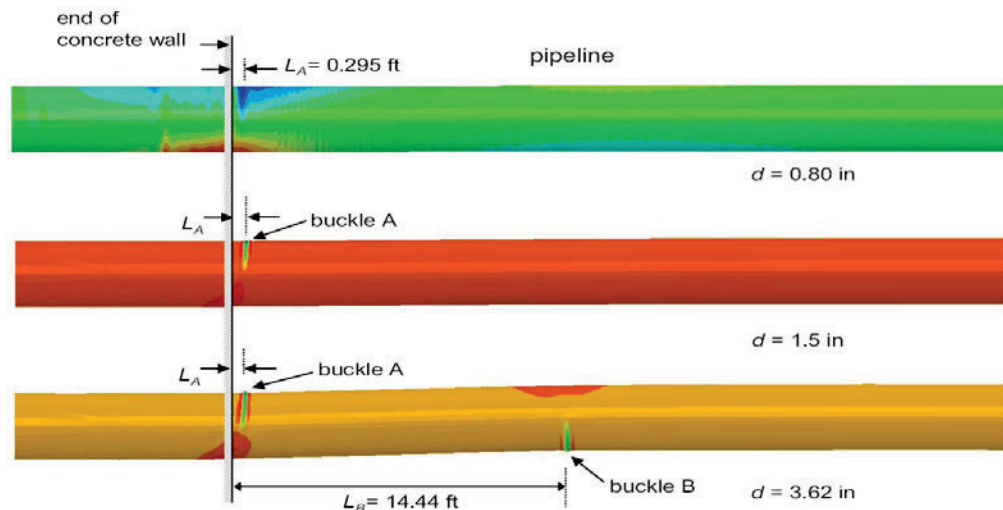 end of
concrete wall
L_A = 0.295 ft
pipeline
d = 0.80 in
L_A
buckle A
d = 1.5 in
L_A
buckle A
buckle B
L_B = 14.44 ft
d = 3.62 in